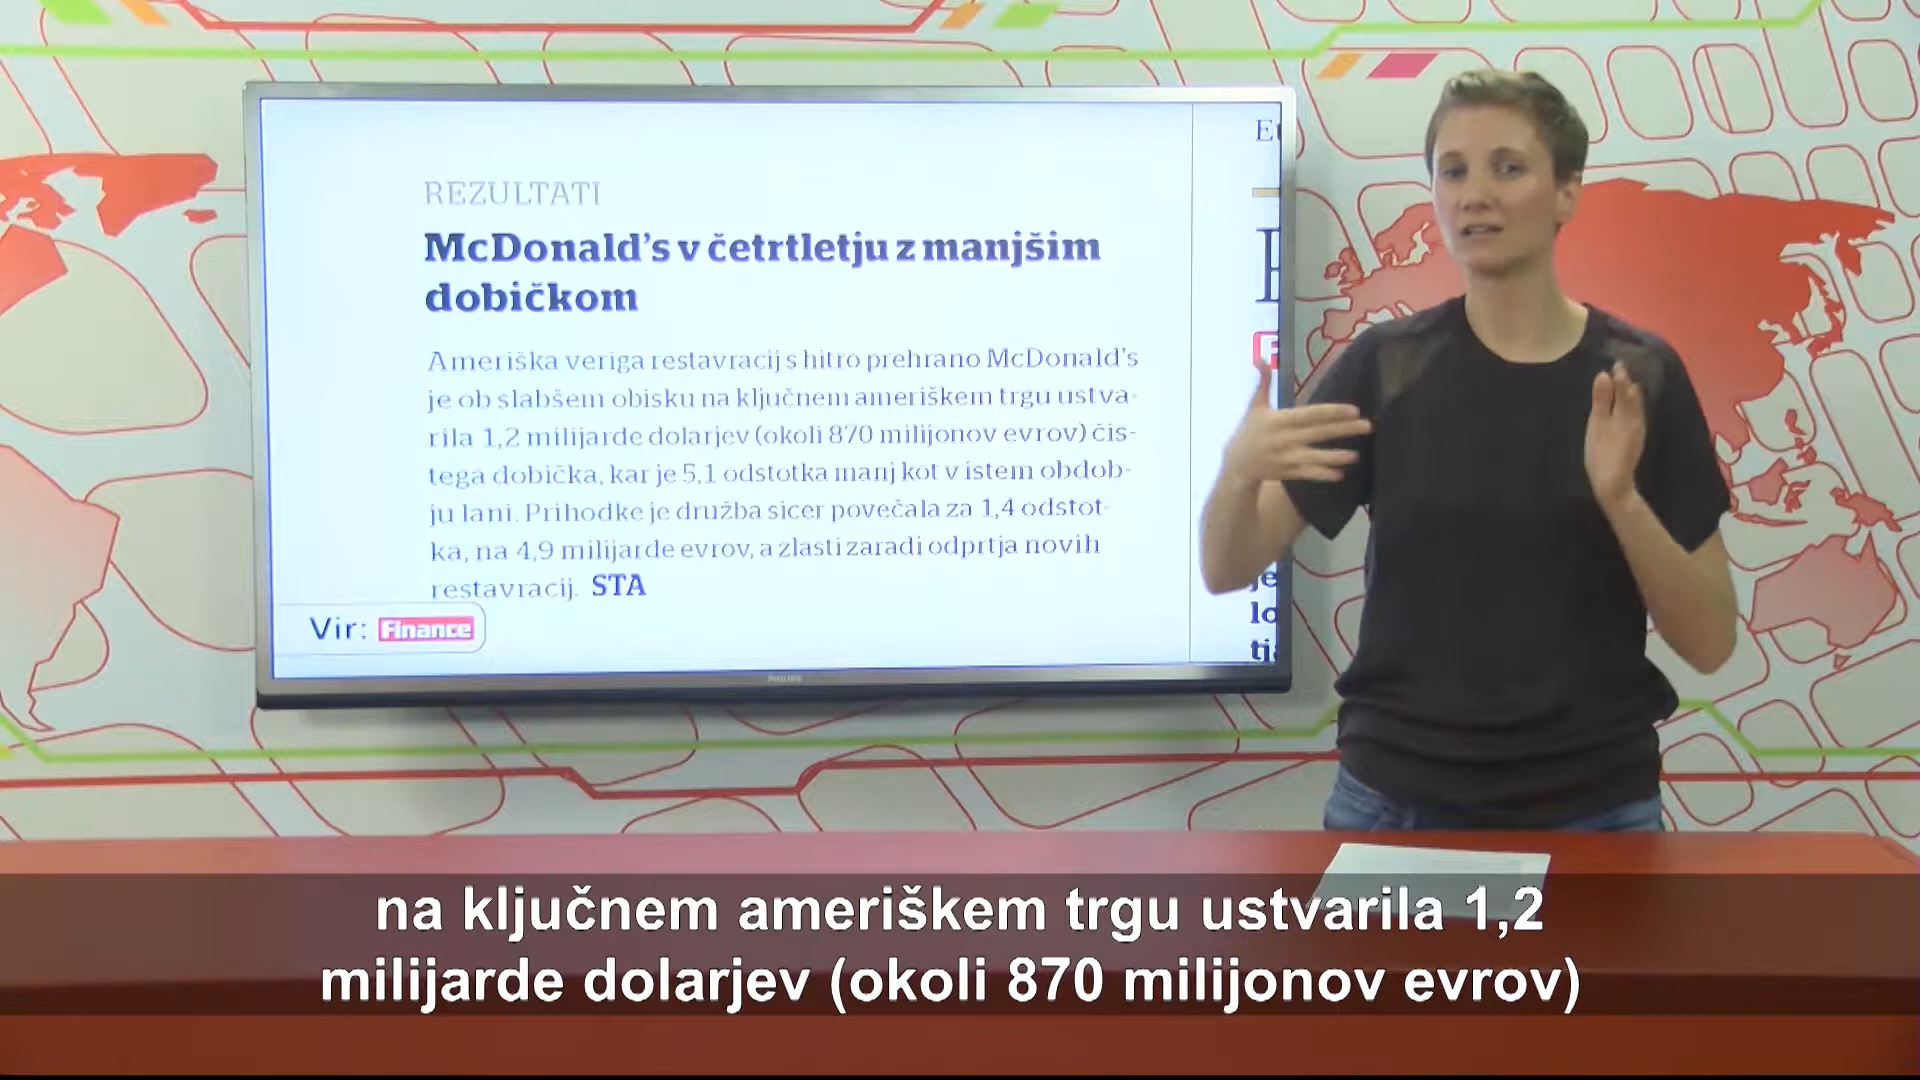 REZULTATI
McDonald's v četrtletju z manjšim
dobičkom
Ameriška veriga restavracij s hitro prehrano McDonald's
je ob slabšem obisku na ključnem ameriškem trgu ustva-
rila 1,2 milijarde dolarjev (okoli 870 milijonov evrov) čis-
tega dobička, kar je 5,1 odstotka manj kot v istem obdob-
ju lani. Prihodke je družba sicer povečala za 1,4 odstot-
ka, na 4,9 milijarde evrov, a zlasti zaradi odprtja novih
restavracij. STA
Vir: Finance
PHILIPS
na ključnem ameriškem trgu ustvarila 1,2
milijarde dolarjev (okoli 870 milijonov evrov)